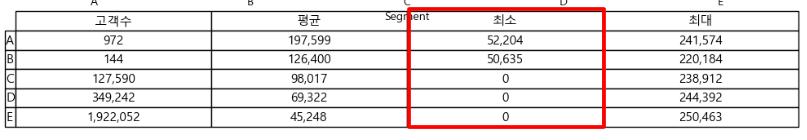 A B C D E
Segment
고객수 평균 최소 최대
A 972 197,599 52,204 241,574
B 144 126,400 50,635 220,184
C 127,590 98,017 0 238,912
D 349,242 69,322 0 244,392
E 1,922,052 45,248 0 250,463